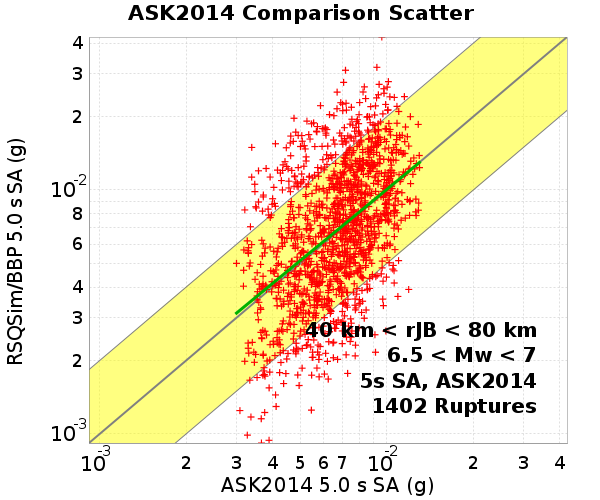 ASK2014 Comparison Scatter
RSQSim/BBP 5.0 s SA (g)
4
3
2
10^-2
8
6
4
3
2
10^-3
40 km < rJB < 80 km
6.5 < Mw < 7
5s SA, ASK2014
1402 Ruptures
10^-3 2 3 4 5 6 7 10^-2 2 3 4
ASK2014 5.0 s SA (g)